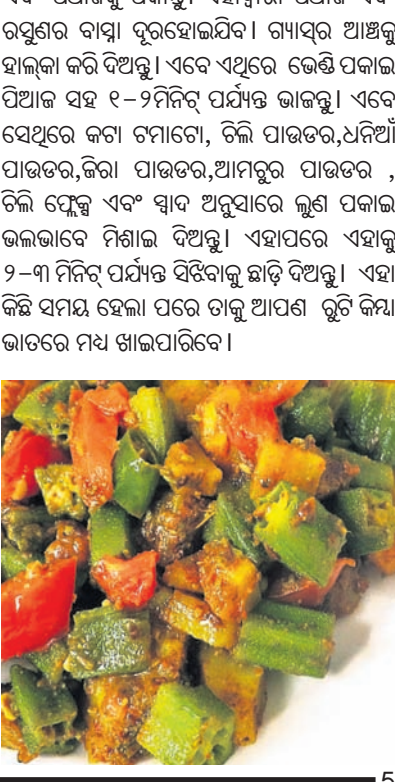 ରସୁଣର ବାସ୍ନା ଦୂରହୋଇଯିବ। ଗ୍ୟାସ୍‌ର ଆଞ୍ଚକୁ
ହାଲ୍‌କା କରି ଦିଅନ୍ତୁ। ଏବେ ଏଥିରେ ଭେଣ୍ଡି ପକାଇ
ପିଆଜ ସହ ୧–୨ମିନିଟ୍ ପର୍ଯ୍ୟନ୍ତ ଭାଜନ୍ତୁ। ଏବେ
ସେଥିରେ କଟା ଟମାଟୋ, ଚିଲି ପାଉଡର,ଧନିଆଁ
ପାଉଡର,ଜିରା ପାଉଡର,ଆମଚୁର ପାଉଡର ,
ଚିଲି ଫ୍ଲେକ୍ସ ଏବଂ ସ୍ୱାଦ ଅନୁସାରେ ଲୁଣ ପକାଇ
ଭଲଭାବେ ମିଶାଇ ଦିଅନ୍ତୁ। ଏହାପରେ ଏହାକୁ
୨–୩ ମିନିଟ୍ ପର୍ଯ୍ୟନ୍ତ ସିଝିବାକୁ ଛାଡ଼ି ଦିଅନ୍ତୁ। ଏହା
କିଛି ସମୟ ହେଲା ପରେ ତାକୁ ଆପଣ ରୁଟି କିମ୍ବା
ଭାତରେ ମଧ୍ୟ ଖାଇପାରିବେ।
5